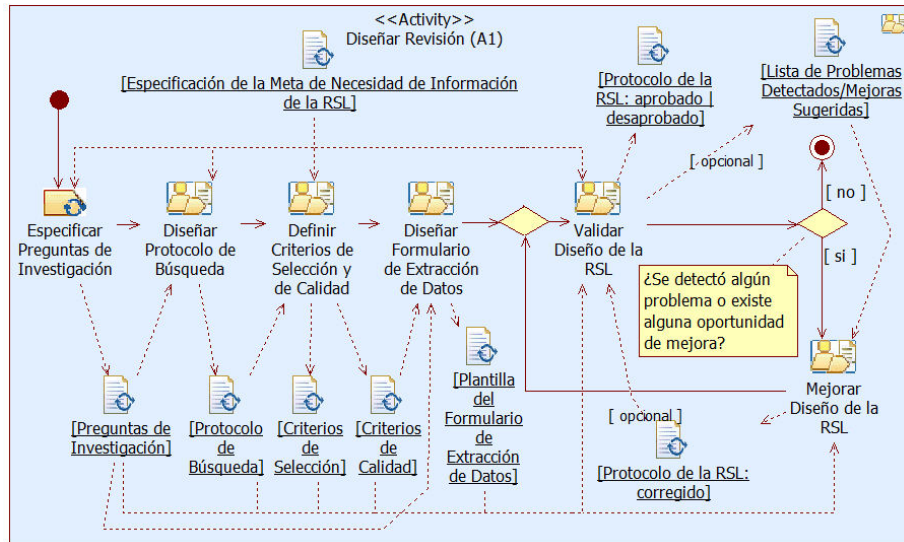 <<Activity>>
Diseñar Revisión (A1)
[Especificación de la Meta de Necesidad de Información
de la RSL]
[Protocolo de la
RSL: aprobado |
desaprobado]
[Lista de Problemas
Detectados/Mejoras
Sugeridas]
[ opcional ]
[ no ]
Especificar
Preguntas de
Investigación
Diseñar
Protocolo de
Búsqueda
Definir
Criterios de
Selección y
de Calidad
Diseñar
Formulario
de Extracción
de Datos
Validar
Diseño de la
RSL
[ si ]
¿Se detectó algún
problema o existe
alguna oportunidad
de mejora?
Mejorar
Diseño de la
RSL
[Preguntas de
Investigación]
[Protocolo
de
Búsqueda]
[Criterios
de
Selección]
[Criterios
de
Calidad]
[Plantilla
del
Formulario
de
Extracción
de Datos]
[ opcional ]
[Protocolo de la RSL:
corregido]